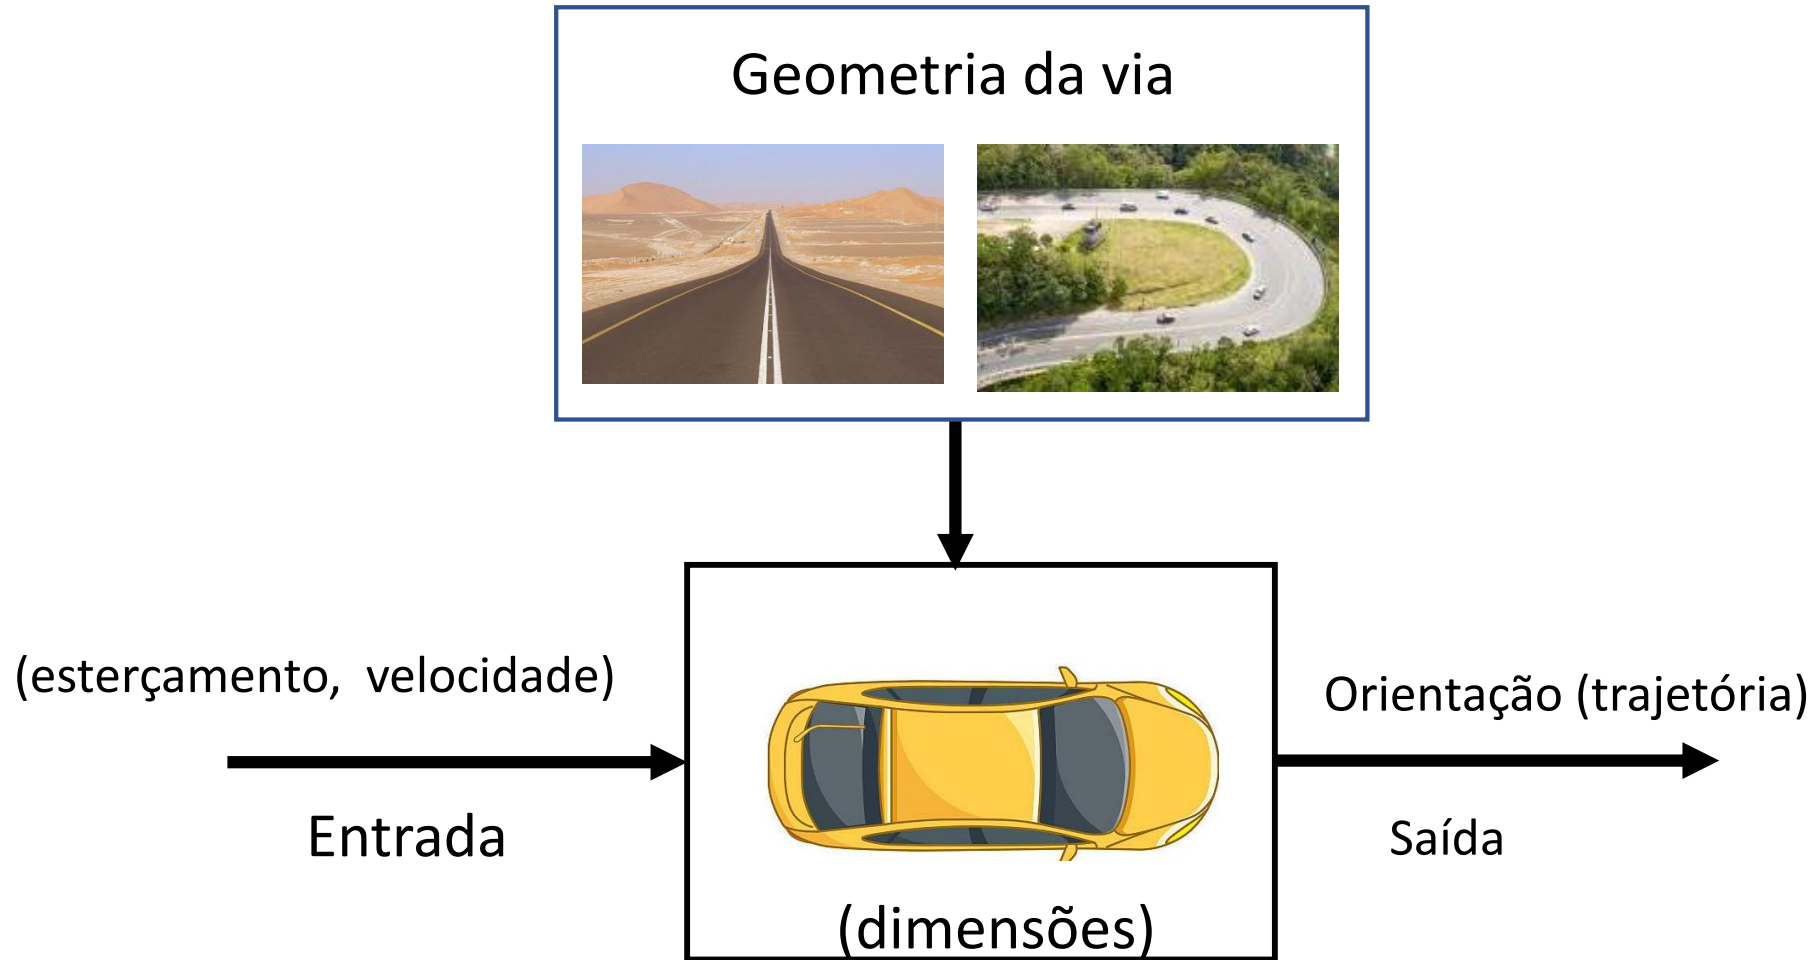 Geometria da via
(esterçamento, velocidade)
Entrada
(dimensões)
Orientação (trajetória)
Saída